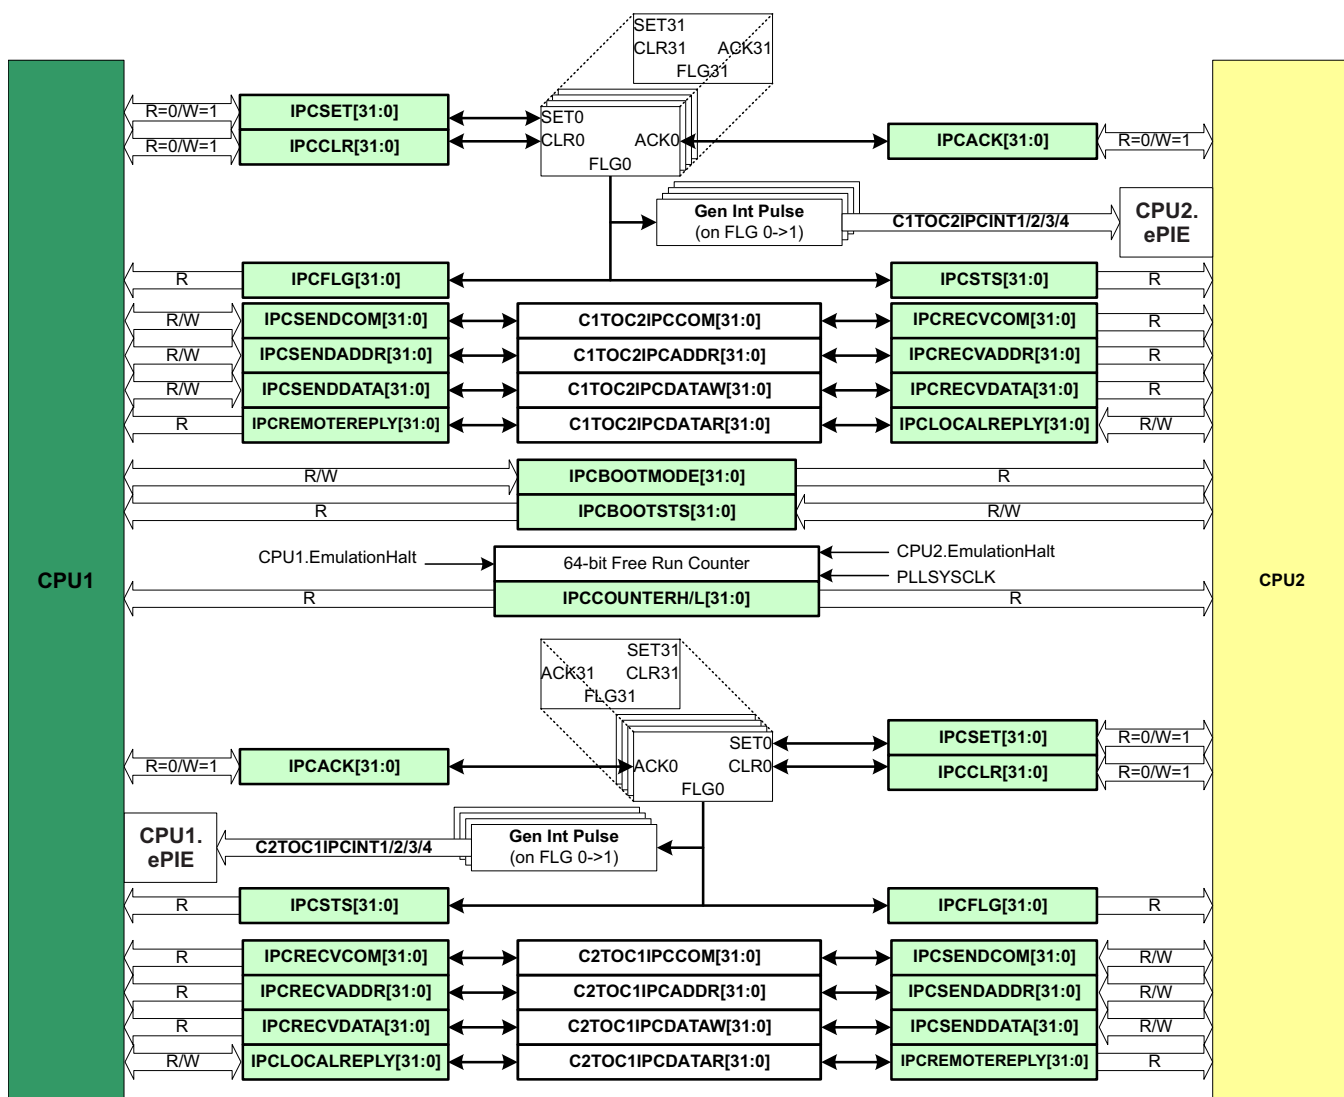 SET31
CLR31 ACK31
FLG31
R=0/W=1 IPCSET[31:0] SET0
R=0/W=1 IPCCLR[31:0] CLR0 ACK0 IPCACK[31:0] R=0/W=1
FLG0
Gen Int Pulse
(on FLG 0->1)
C1TOC2IPCINT1/2/3/4
CPU2.
ePIE
R IPCFLG[31:0] IPCSTS[31:0] R
R/W IPCSENDCOM[31:0] C1TOC2IPCCOM[31:0] IPCRECVCOM[31:0] R
R/W IPCSENDADDR[31:0] C1TOC2IPCADDR[31:0] IPCRECVADDR[31:0] R
R/W IPCSENDDATA[31:0] C1TOC2IPCDATAW[31:0] IPCRECVDATA[31:0] R
R IPCREMOTEREPLY[31:0] C1TOC2IPCDATAR[31:0] IPCLOCALREPLY[31:0] R/W
R/W IPCBOOTMODE[31:0] R
R IPCBOOTSTS[31:0] R/W
CPU1.EmulationHalt 64-bit Free Run Counter CPU2.EmulationHalt
PLLSYSCLK
CPU1 CPU2
R IPCCOUNTERH/L[31:0] R
SET31
ACK31 CLR31
FLG31
SET0 IPCSET[31:0] R=0/W=1
R=0/W=1 IPCACK[31:0] ACK0 CLR0 IPCCLR[31:0] R=0/W=1
FLG0
CPU1.
ePIE
C2TOC1IPCINT1/2/3/4
Gen Int Pulse
(on FLG 0->1)
R IPCSTS[31:0] IPCFLG[31:0] R
R IPCRECVCOM[31:0] C2TOC1IPCCOM[31:0] IPCSENDCOM[31:0] R/W
R IPCRECVADDR[31:0] C2TOC1IPCADDR[31:0] IPCSENDADDR[31:0] R/W
R IPCRECVDATA[31:0] C2TOC1IPCDATAW[31:0] IPCSENDDATA[31:0] R/W
R/W IPCLOCALREPLY[31:0] C2TOC1IPCDATAR[31:0] IPCREMOTEREPLY[31:0] R